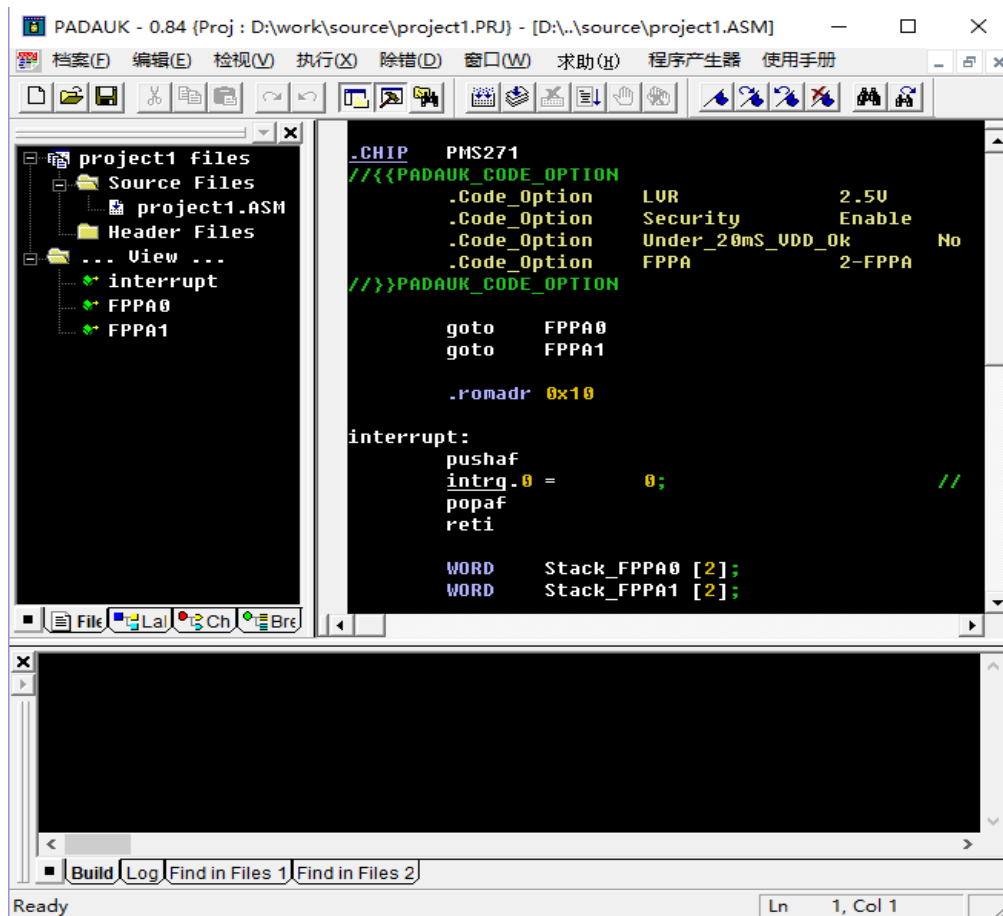 PADAUK - 0.84 {Proj : D:\work\source\project1.PRJ} - [D:\..\source\project1.ASM]
档案(F) 编辑(E) 检视(V) 执行(X) 除错(D) 窗口(W) 求助(H) 程序产生器 使用手册
project1 files
Source Files
project1.ASM
Header Files
... View ...
interrupt
FPPA0
FPPA1
File Lal Ch Bre
.CHIP PMS271
//{{PADAUK_CODE_OPTION
.Code_Option LVR 2.5V
.Code_Option Security Enable
.Code_Option Under_20mS_VDD_Ok No
.Code_Option FPPA 2-FPPA
//}}PADAUK_CODE_OPTION
goto FPPA0
goto FPPA1
.romadr 0x10
interrupt:
pushaf
intrq.0 = 0; //
popaf
reti
WORD Stack_FPPA0 [2];
WORD Stack_FPPA1 [2];
Build Log Find in Files 1 Find in Files 2
Ready Ln 1, Col 1